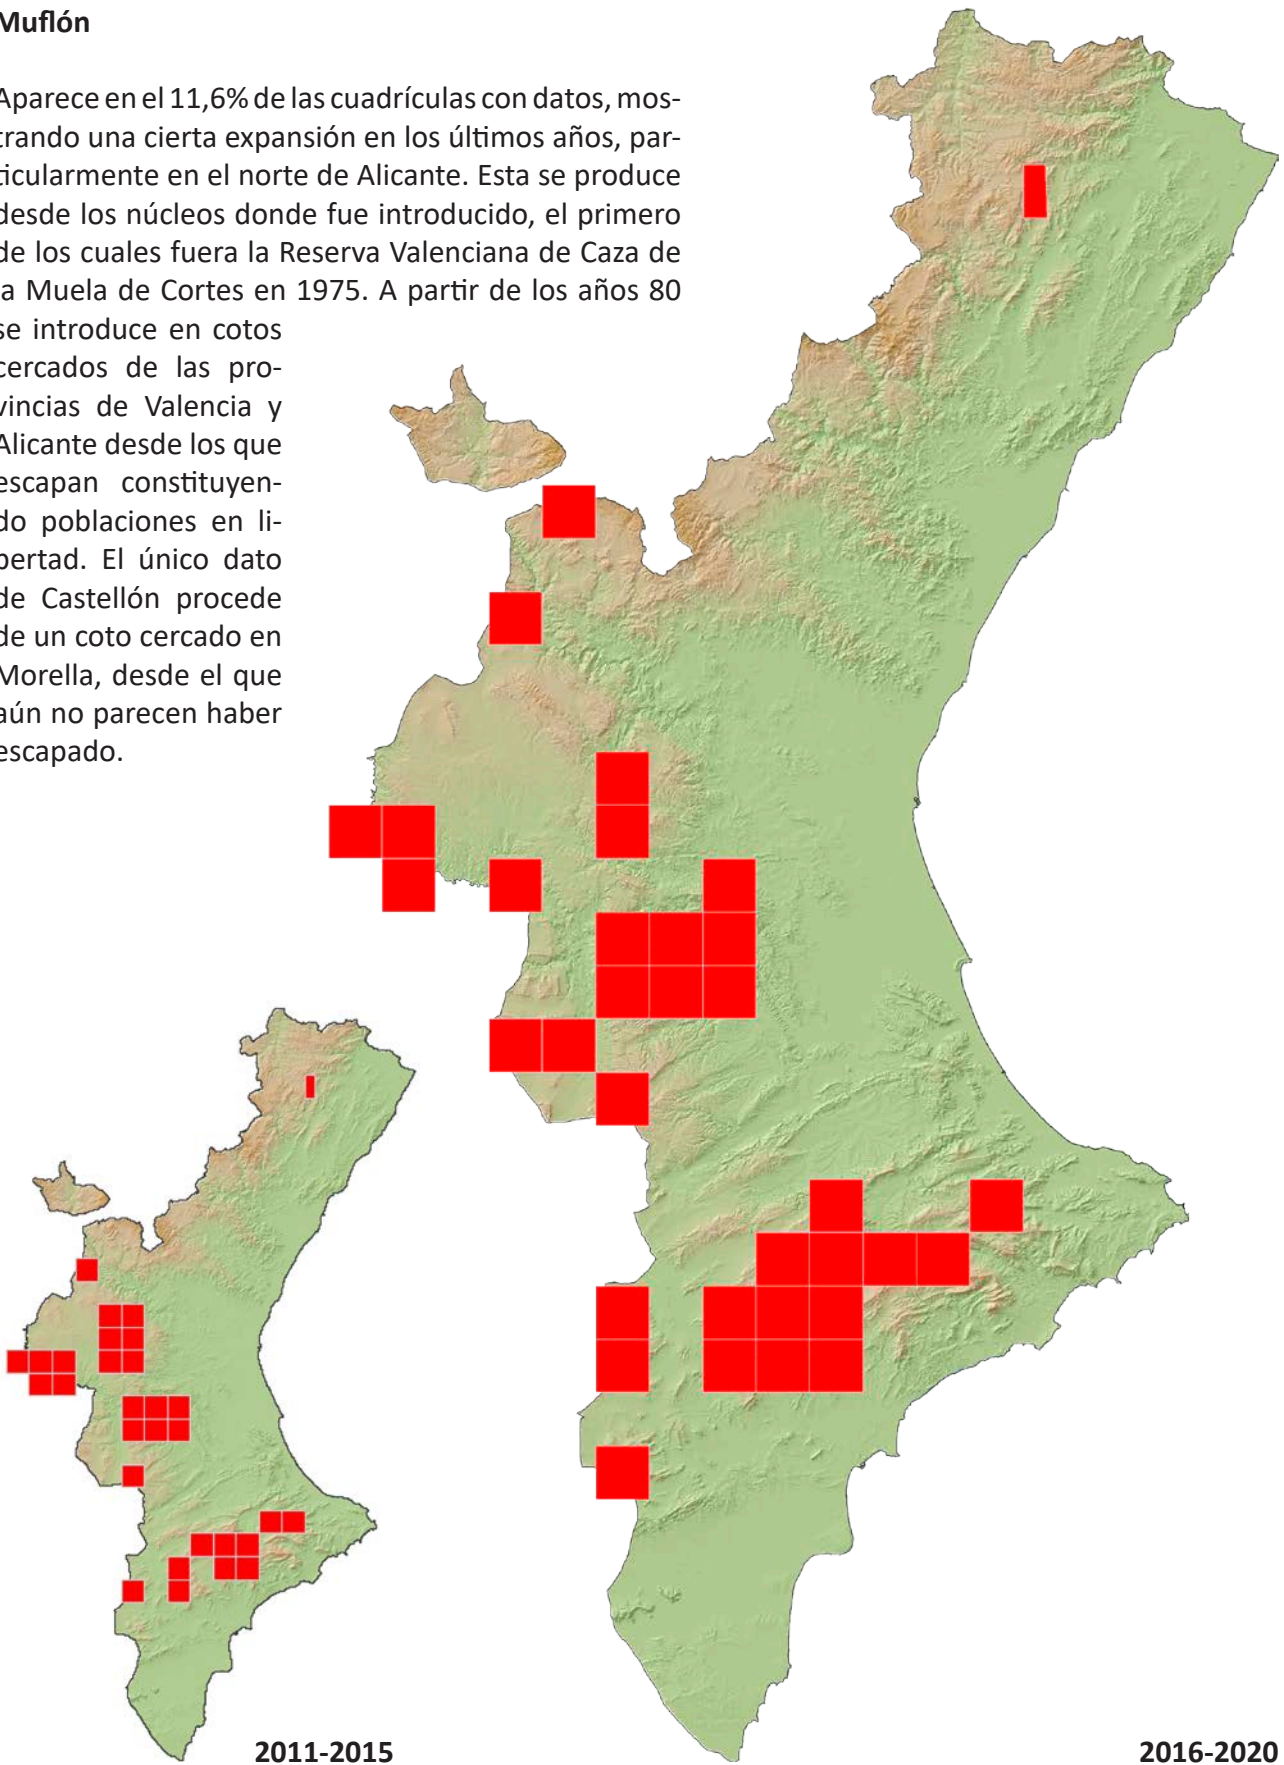 Muflón
Aparece en el 11,6% de las cuadrículas con datos, mos-
trando una cierta expansión en los últimos años, par-
ticularmente en el norte de Alicante. Esta se produce
desde los núcleos donde fue introducido, el primero
de los cuales fuera la Reserva Valenciana de Caza de
la Muela de Cortes en 1975. A partir de los años 80
se introduce en cotos
cercados de las pro-
vincias de Valencia y
Alicante desde los que
escapan constituyen-
do poblaciones en li-
bertad. El único dato
de Castellón procede
de un coto cercado en
Morella, desde el que
aún no parecen haber
escapado.
2011-2015
2016-2020